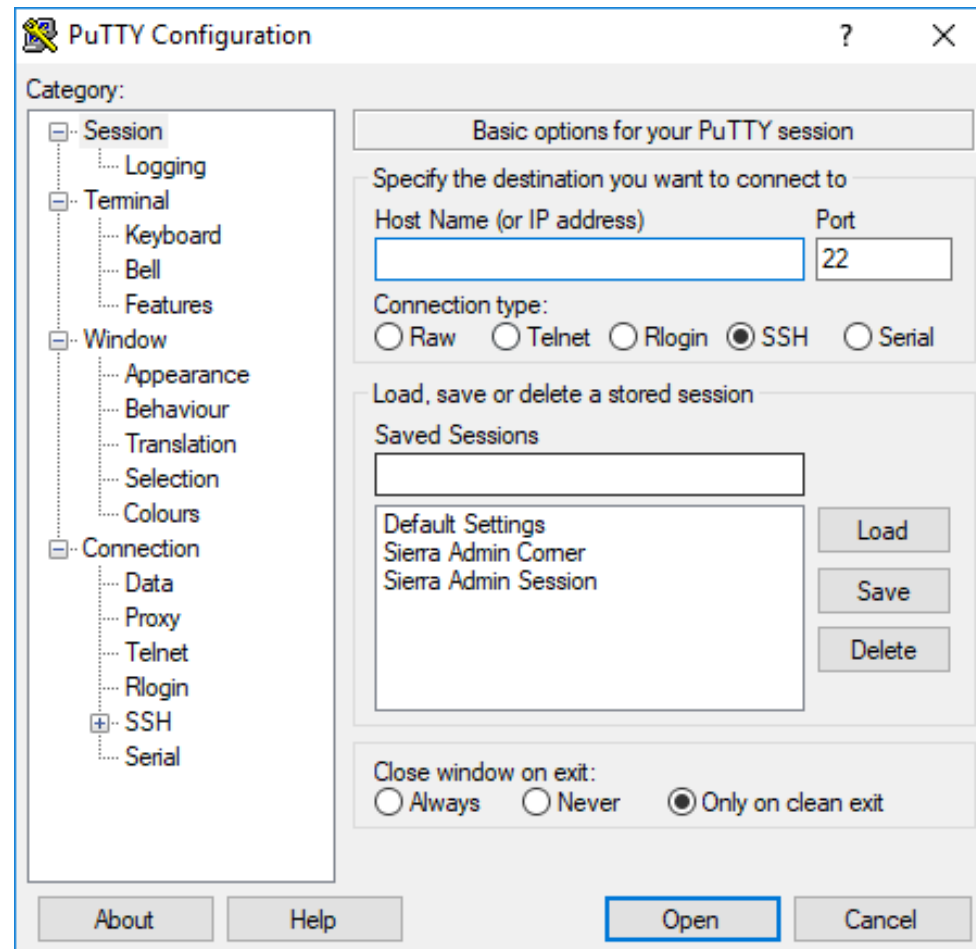 PuTTY Configuration
?
Category:
Session
Logging
Terminal
Keyboard
Bell
Features
Window
Appearance
Behaviour
Translation
Selection
Colours
Connection
Data
Proxy
Telnet
Rlogin
SSH
Serial
Basic options for your PuTTY session
Specify the destination you want to connect to
Host Name (or IP address) Port
22
Connection type:
Raw Telnet Rlogin SSH Serial
Load, save or delete a stored session
Saved Sessions
Default Settings
Sierra Admin Corner
Sierra Admin Session
Load
Save
Delete
Close window on exit:
Always Never Only on clean exit
About Help Open Cancel